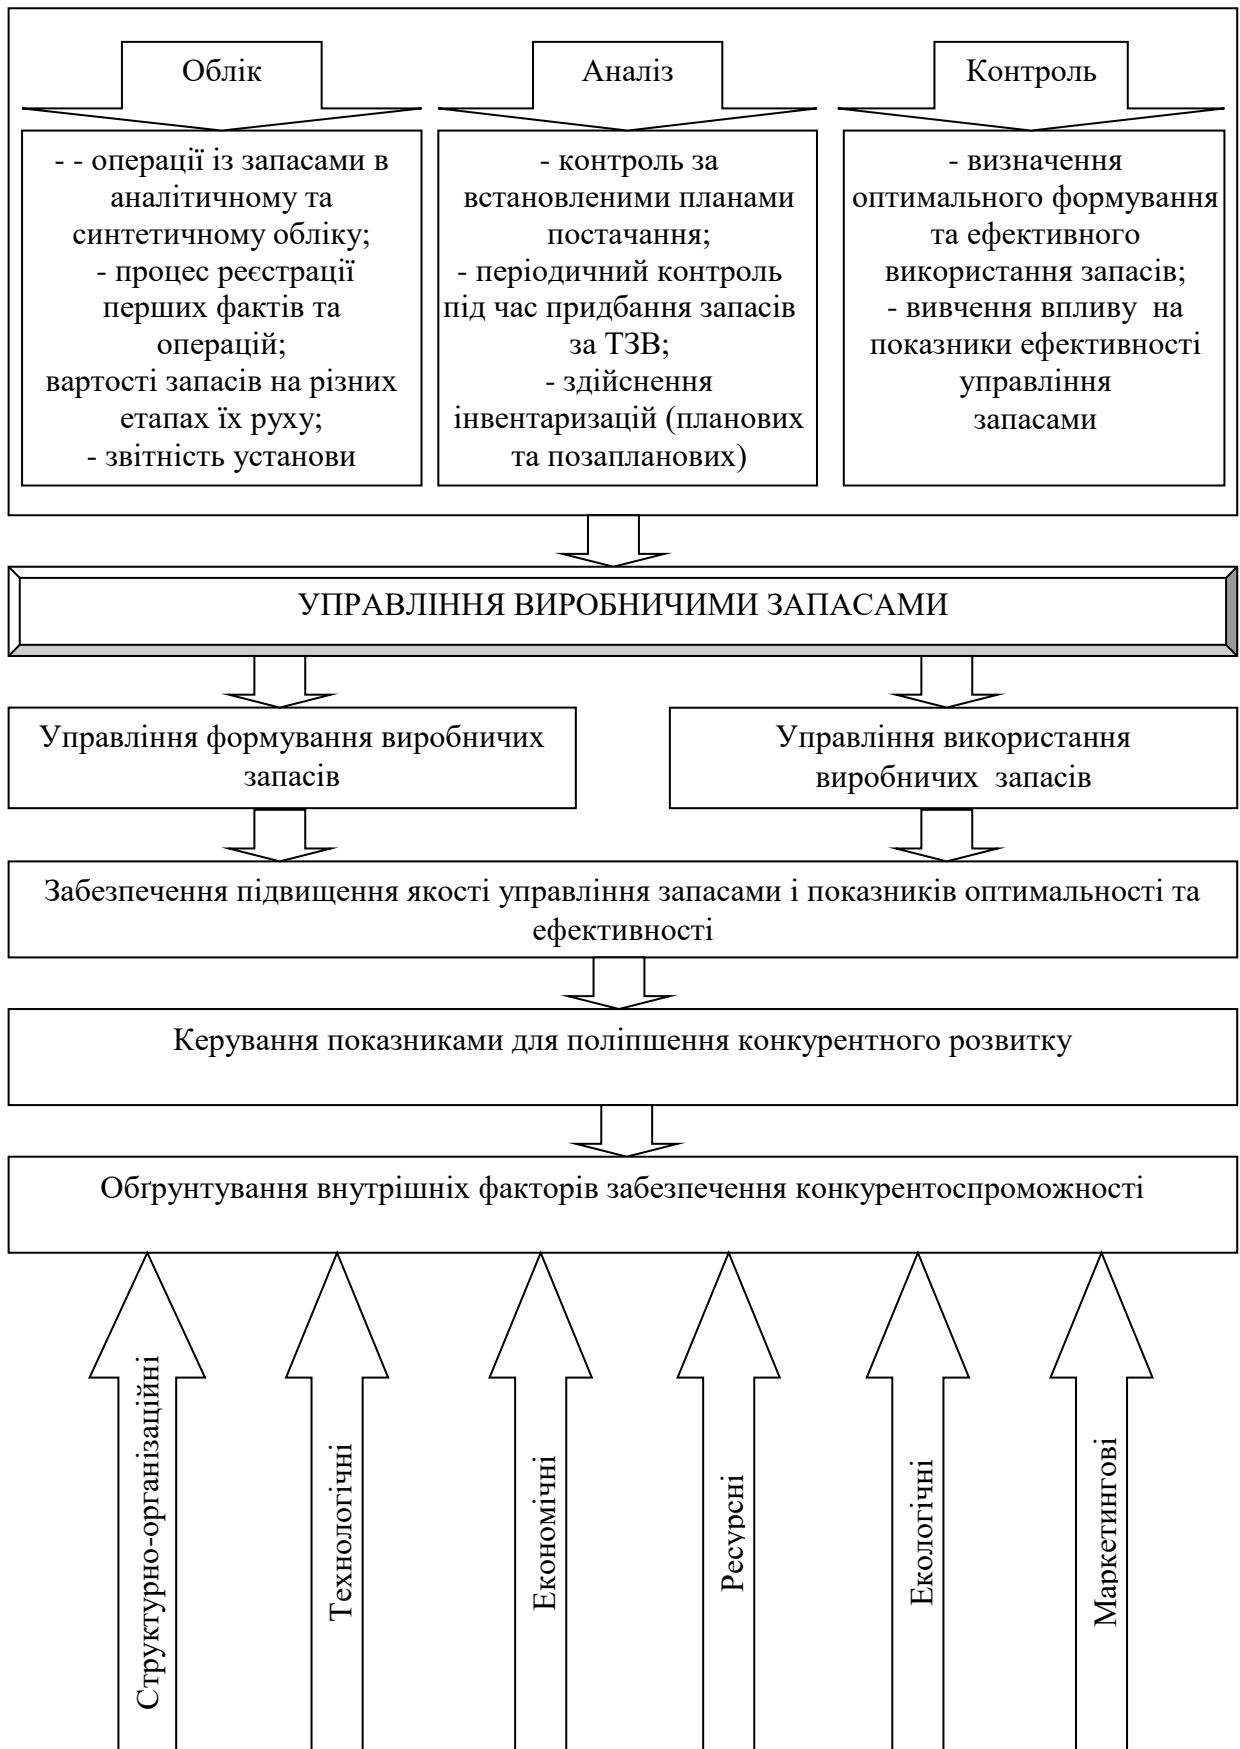 Облік
- - операції із запасами в
аналітичному та
синтетичному обліку;
- процес реєстрації
перших фактів та
операцій;
вартості запасів на різних
етапах їх руху;
- звітність установи
Аналіз
- контроль за
встановленими планами
постачання;
- періодичний контроль
під час придбання запасів
за ТЗВ;
- здійснення
інвентаризацій (планових
та позапланових)
Контроль
- визначення
оптимального формування
та ефективного
використання запасів;
- вивчення впливу на
показники ефективності
управління
запасами
УПРАВЛІННЯ ВИРОБНИЧИМИ ЗАПАСАМИ
Управління формування виробничих
запасів
Управління використання
виробничих запасів
Забезпечення підвищення якості управління запасами і показників оптимальності та
ефективності
Керування показниками для поліпшення конкурентного розвитку
Обґрунтування внутрішніх факторів забезпечення конкурентоспроможності
Структурно-організаційні
Технологічні
Економічні
Ресурсні
Екологічні
Маркетингові